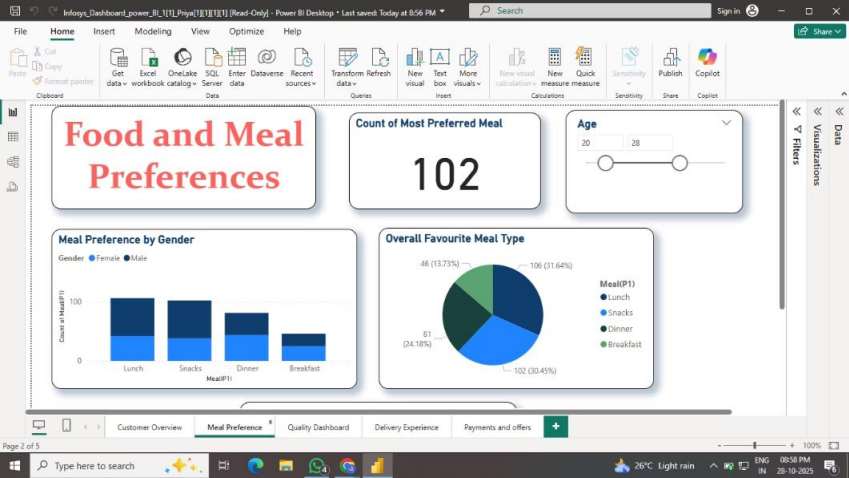 Infosys_Dashboard_power_BI_1[1]_Priya[1][1][1][1] [Read-Only] - Power BI Desktop • Last saved: Today at 8:56 PM
Search
Sign in
File Home Insert Modeling View Optimize Help
Share
Paste
Cut
Copy
Format painter
Clipboard
Get data
Excel workbook
OneLake catalog
SQL Server
Enter data
Dataverse
Recent sources
Data
Transform data
Refresh
Queries
New visual
Text box
More visuals
Insert
New visual calculation
New measure
Quick measure
Calculations
Sensitivity
Sensitivity
Publish
Share
Copilot
Copilot
Food and Meal
Preferences
Count of Most Preferred Meal
102
Age
20 28
Filters
Visualizations
Data
Meal Preference by Gender
Gender Female Male
Count of Meal(P1)
100
0
Lunch Snacks Dinner Breakfast
Meal(P1)
Overall Favourite Meal Type
46 (13.73%)
106 (31.64%)
81
(24.18%)
102 (30.45%)
Meal(P1)
Lunch
Snacks
Dinner
Breakfast
Customer Overview Meal Preference Quality Dashboard Delivery Experience Payments and offers
Page 2 of 5
100%
Type here to search
26°C Light rain
ENG
IN
08:58 PM
28-10-2025